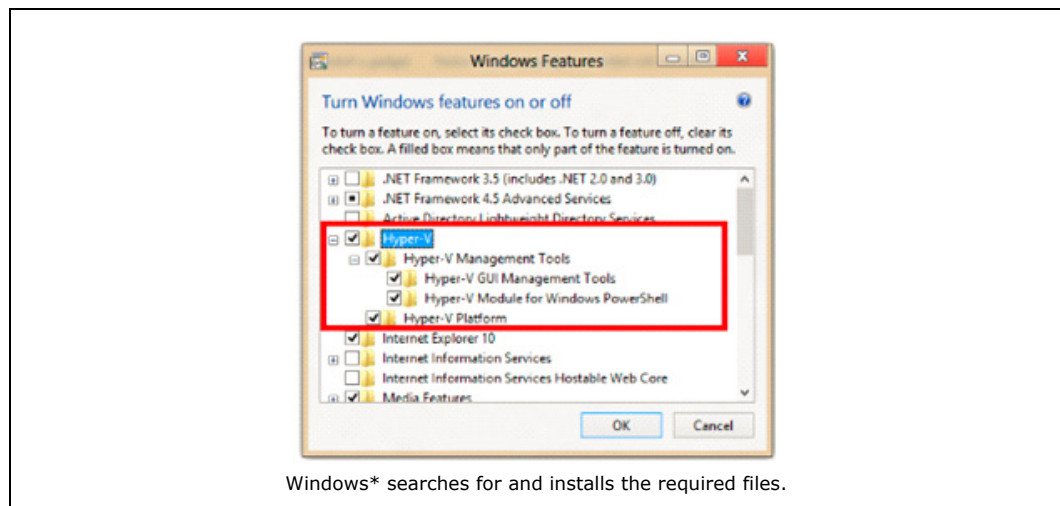 Windows Features
Turn Windows features on or off
To turn a feature on, select its check box. To turn a feature off, clear its
check box. A filled box means that only part of the feature is turned on.
.NET Framework 3.5 (includes .NET 2.0 and 3.0)
.NET Framework 4.5 Advanced Services
Active Directory Lightweight Directory Services
Hyper-V
Hyper-V Management Tools
Hyper-V GUI Management Tools
Hyper-V Module for Windows PowerShell
Hyper-V Platform
Internet Explorer 10
Internet Information Services
Internet Information Services Hostable Web Core
Media Features
OK
Cancel
Windows* searches for and installs the required files.